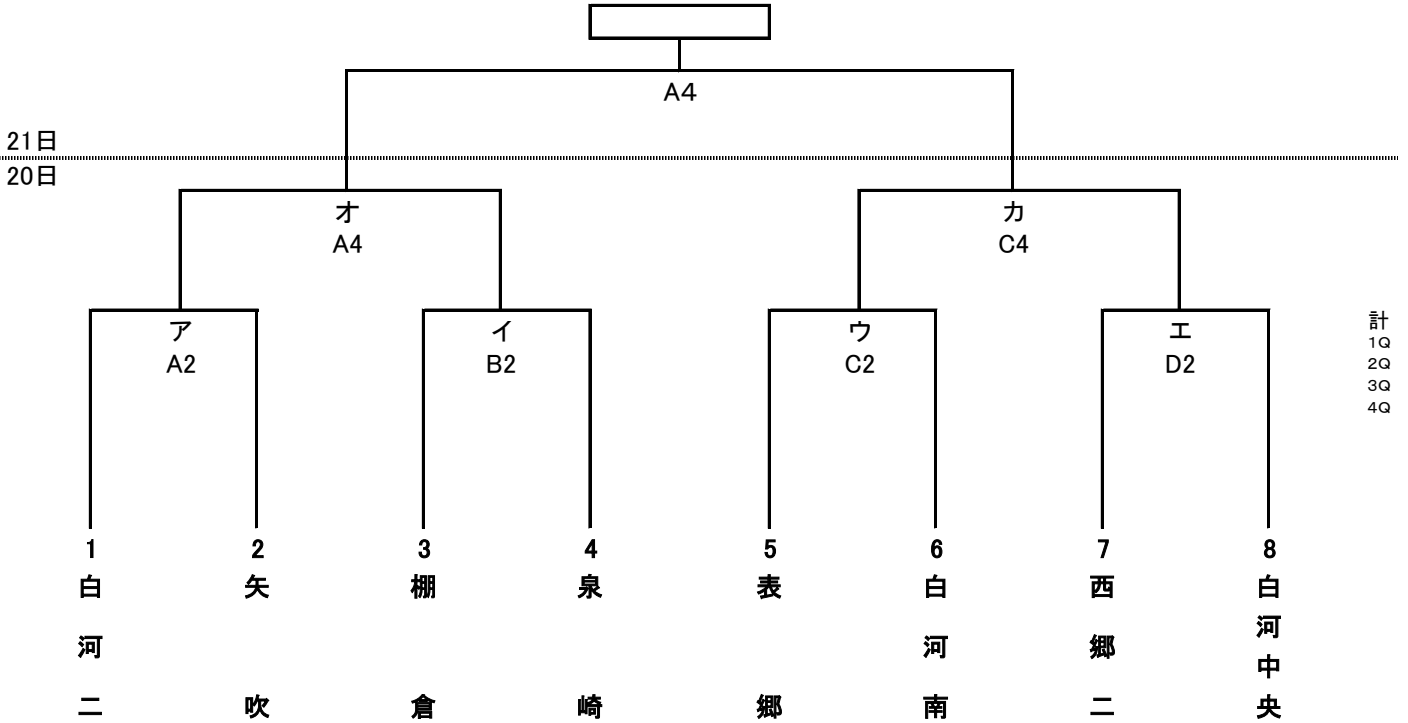 A4
21日
20日
オ
A4
カ
C4
ア
A2
イ
B2
ウ
C2
エ
D2
計
1Q
2Q
3Q
4Q
1
白河二
2
矢吹
3
棚倉
4
泉崎
5
表郷
6
白河南
7
西郷二
8
白河中央